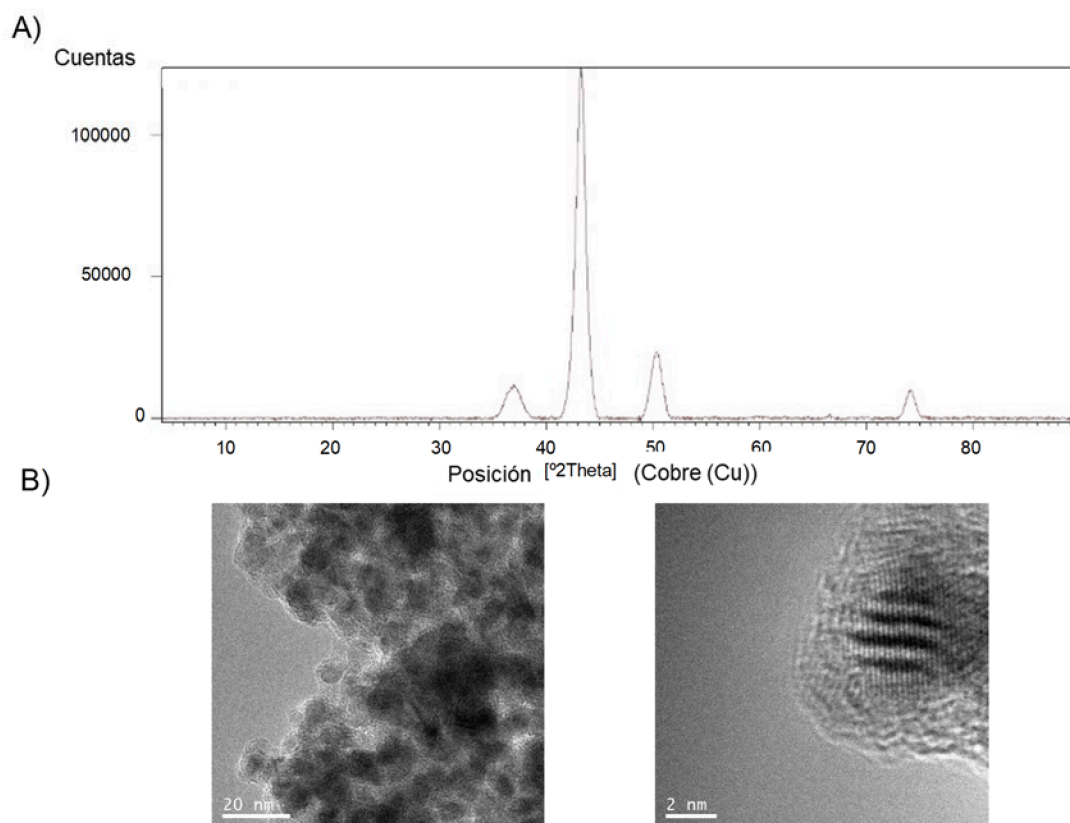 A)
Cuentas
100000
50000
0
10 20 30 40 50 60 70 80
Posición [º2Theta] (Cobre (Cu))
B)
20 nm
2 nm